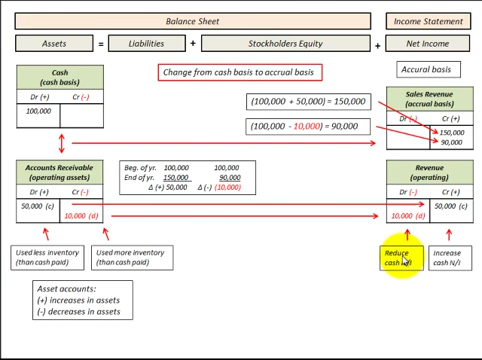 Balance Sheet
Income Statement
Assets = Liabilities + Stockholders Equity + Net Income
Cash
(cash basis)
Dr (+) Cr (-)
100,000
Change from cash basis to accrual basis
Accural basis
(100,000 + 50,000) = 150,000
(100,000 - 10,000) = 90,000
Sales Revenue
(accrual basis)
Dr (-) Cr (+)
150,000
90,000
Accounts Receivable
(operating assets)
Dr (+) Cr (-)
50,000 (c)
10,000 (d)
Beg. of yr. 100,000 100,000
End of yr. 150,000 90,000
Δ (+) 50,000 Δ (-) (10,000)
Revenue
(operating)
Dr (-) Cr (+)
50,000 (c)
10,000 (d)
Used less inventory
(than cash paid)
Used more inventory
(than cash paid)
Reduce
cash N/I
Increase
cash N/I
Asset accounts:
(+) increases in assets
(-) decreases in assets